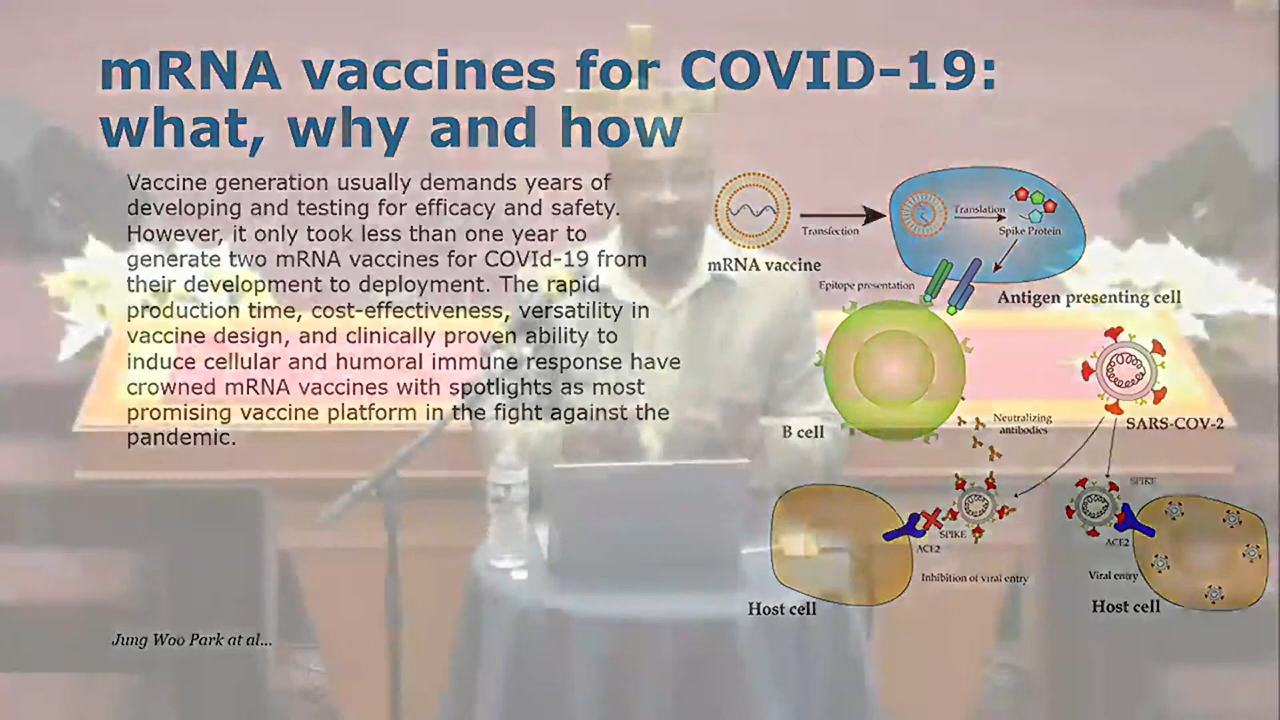 mRNA vaccines for COVID-19:
what, why and how
Vaccine generation usually demands years of
developing and testing for efficacy and safety.
However, it only took less than one year to
generate two mRNA vaccines for COVId-19 from
their development to deployment. The rapid
production time, cost-effectiveness, versatility in
vaccine design, and clinically proven ability to
induce cellular and humoral immune response have
crowned mRNA vaccines with spotlights as most
promising vaccine platform in the fight against the
pandemic.
Jung Woo Park at al...
mRNA vaccine
Transfection
Translation
Spike Protein
Epitope presentation
Antigen presenting cell
B cell
Neutralizing
antibodies
SARS-COV-2
SPIKE
ACE2
Inhibition of viral entry
Host cell
SPIKE
ACE2
Viral entry
Host cell